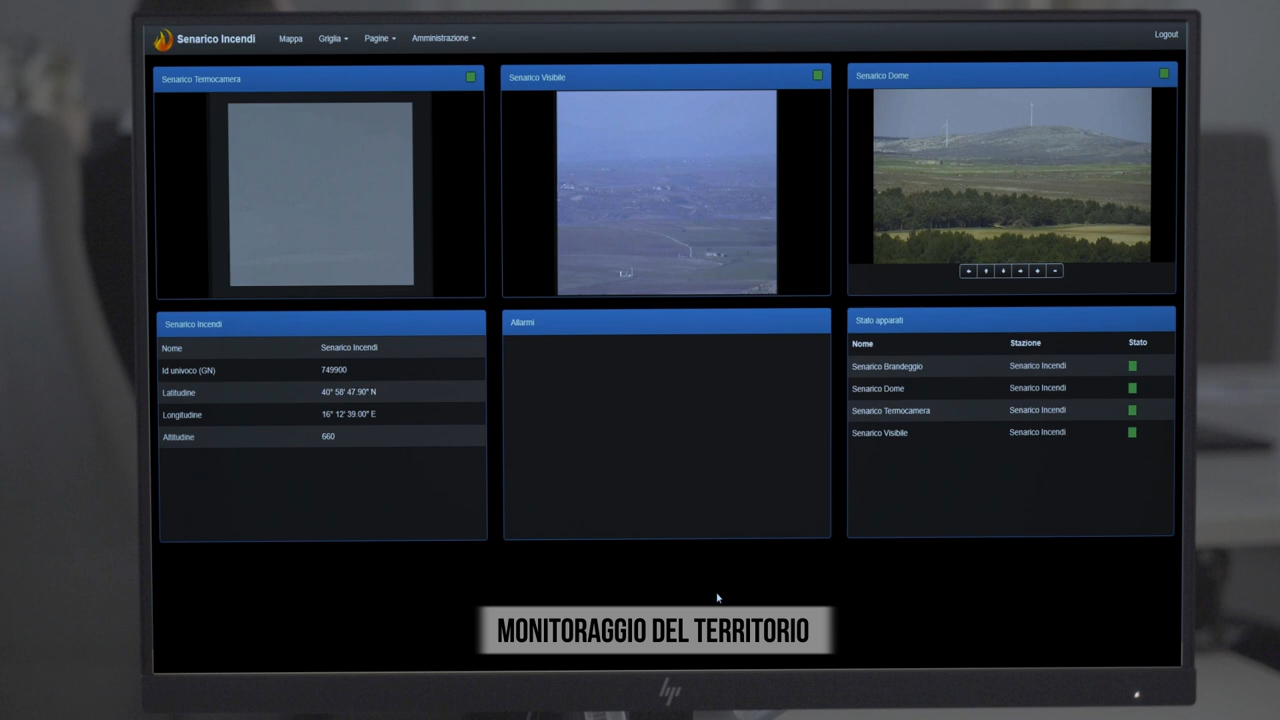 Senarico Incendi Mappa Griglia Pagine Amministrazione Logout
Senarico Termocamera
Senarico Visibile
Senarico Dome
Senarico Incendi
Nome Senarico Incendi
Id univoco (GN) 749900
Latitudine 40° 58' 47.90" N
Longitudine 16° 12' 39.00" E
Altitudine 660
Allarmi
Stato apparati
Nome Stazione Stato
Senarico Brandeggio Senarico Incendi
Senarico Dome Senarico Incendi
Senarico Termocamera Senarico Incendi
Senarico Visibile Senarico Incendi
MONITORAGGIO DEL TERRITORIO
hp